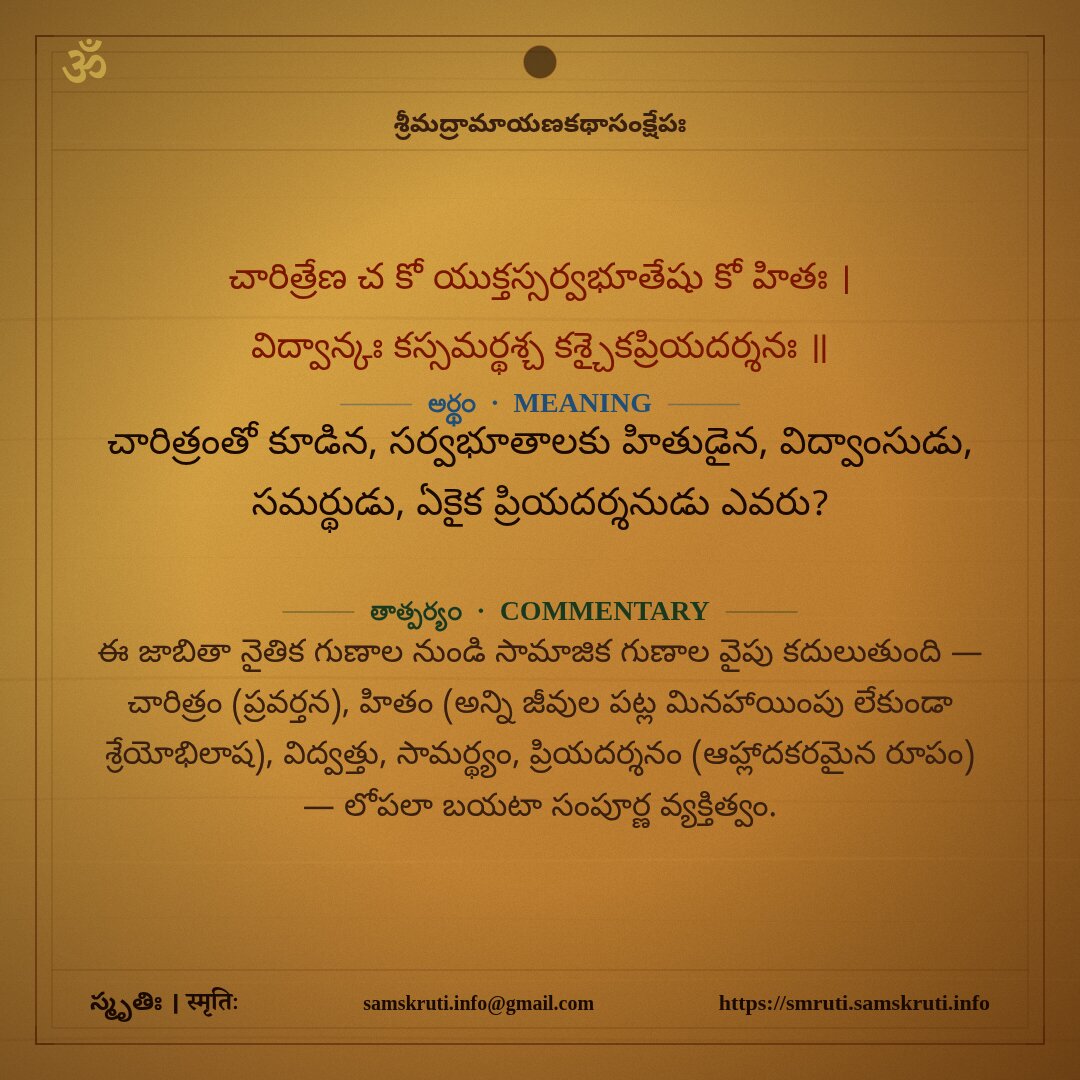 ॐ
శ్రీమద్రామాయణకథాసంక్షేపః
చారిత్రేణ చ కో యుక్తస్సర్వభూతేషు కో హితః |
విద్వాన్కః కస్సమర్థశ్చ కశ్చైకప్రియదర్శనః ‖
అర్థం · MEANING
చారిత్రంతో కూడిన, సర్వభూతాలకు హితుడైన, విద్వాంసుడు,
సమర్థుడు, ఏకైక ప్రియదర్శనుడు ఎవరు?
తాత్పర్యం · COMMENTARY
ఈ జాబితా నైతిక గుణాల నుండి సామాజిక గుణాల వైపు కదులుతుంది —
చారిత్రం (ప్రవర్తన), హితం (అన్ని జీవుల పట్ల మినహాయింపు లేకుండా
శ్రేయోభిలాష), విద్వత్తు, సామర్థ్యం, ప్రియదర్శనం (ఆహ్లాదకరమైన రూపం)
— లోపలా బయటా సంపూర్ణ వ్యక్తిత్వం.
స్మృతిః | स्मृतिः samskruti.info@gmail.com https://smruti.samskruti.info